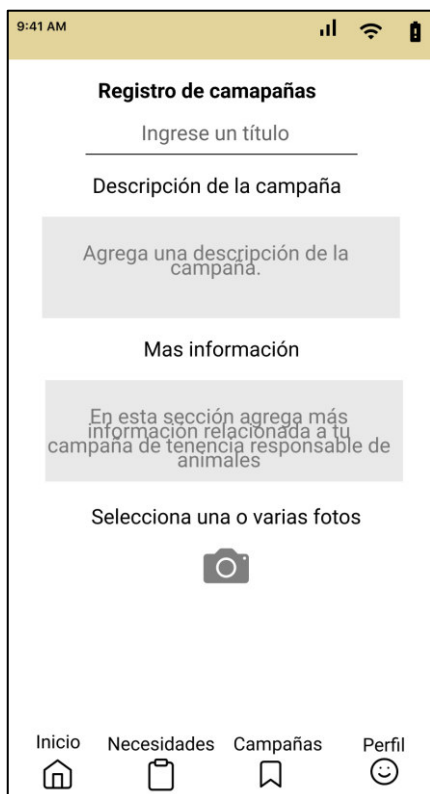 9:41 AM
Registro de camapañas
Ingrese un título
Descripción de la campaña
Agrega una descripción de la
campaña.
Mas información
En esta sección agrega más
información relacionada a tu
campaña de tenencia responsable de
animales
Selecciona una o varias fotos
Inicio Necesidades Campañas Perfil